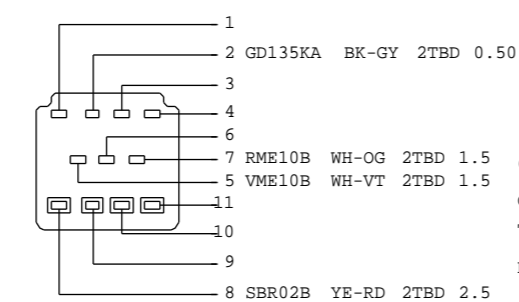 1
2 GD135KA BK-GY 2TBD 0.50
3
4
6
7 RME10B WH-OG 2TBD 1.5
5 VME10B WH-VT 2TBD 1.5
11
10
9
8 SBR02B YE-RD 2TBD 2.5